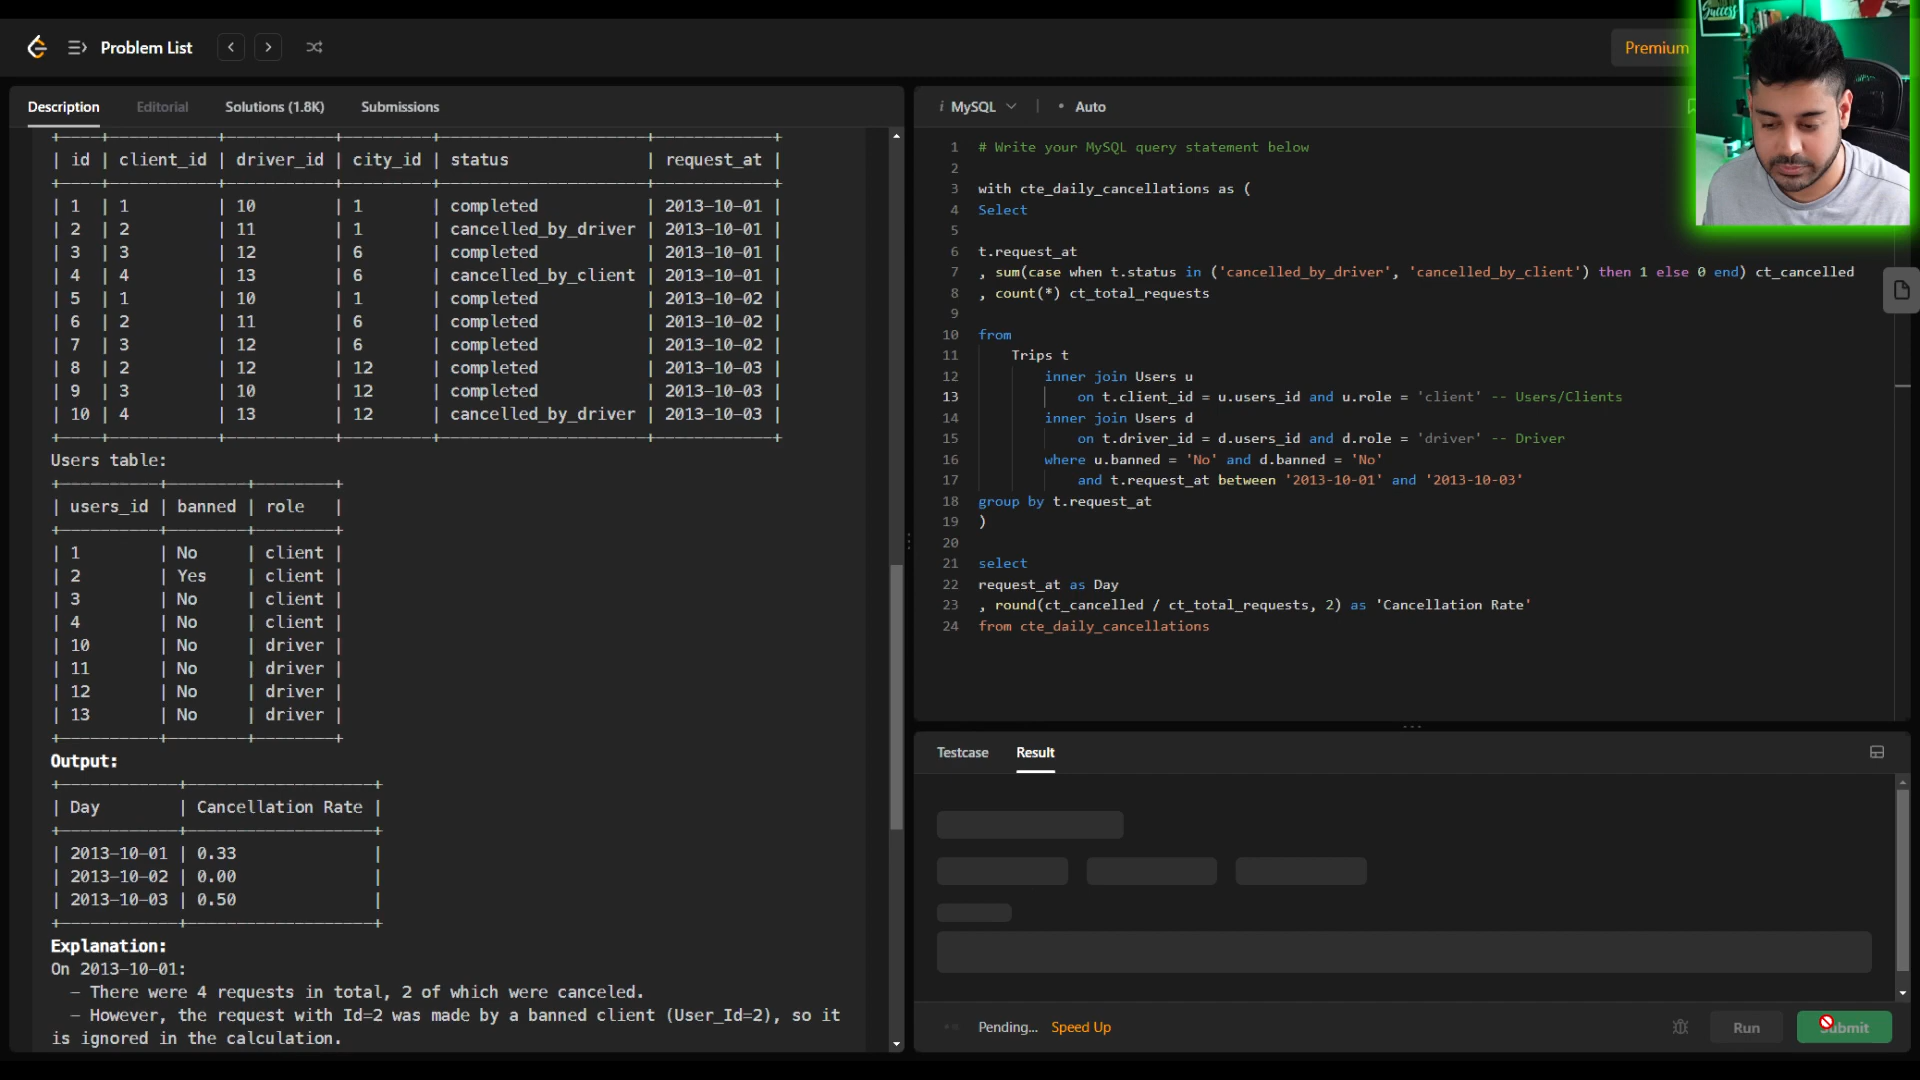 Problem List
Premium
Success
Description Editorial Solutions (1.8K) Submissions
| id | client_id | driver_id | city_id | status | request_at |
| 1 | 1 | 10 | 1 | completed | 2013-10-01 |
| 2 | 2 | 11 | 1 | cancelled_by_driver | 2013-10-01 |
| 3 | 3 | 12 | 6 | completed | 2013-10-01 |
| 4 | 4 | 13 | 6 | cancelled_by_client | 2013-10-01 |
| 5 | 1 | 10 | 1 | completed | 2013-10-02 |
| 6 | 2 | 11 | 6 | completed | 2013-10-02 |
| 7 | 3 | 12 | 6 | completed | 2013-10-02 |
| 8 | 2 | 12 | 12 | completed | 2013-10-03 |
| 9 | 3 | 10 | 12 | completed | 2013-10-03 |
| 10 | 4 | 13 | 12 | cancelled_by_driver | 2013-10-03 |
Users table:
| users_id | banned | role |
| 1 | No | client |
| 2 | Yes | client |
| 3 | No | client |
| 4 | No | client |
| 10 | No | driver |
| 11 | No | driver |
| 12 | No | driver |
| 13 | No | driver |
Output:
| Day | Cancellation Rate |
| 2013-10-01 | 0.33 |
| 2013-10-02 | 0.00 |
| 2013-10-03 | 0.50 |
Explanation:
On 2013-10-01:
- There were 4 requests in total, 2 of which were canceled.
- However, the request with Id=2 was made by a banned client (User_Id=2), so it
is ignored in the calculation.
i MySQL • Auto
1 # Write your MySQL query statement below
2
3 with cte_daily_cancellations as (
4 Select
5
6 t.request_at
7 , sum(case when t.status in ('cancelled_by_driver', 'cancelled_by_client') then 1 else 0 end) ct_cancelled
8 , count(*) ct_total_requests
9
10 from
11 Trips t
12 inner join Users u
13 on t.client_id = u.users_id and u.role = 'client' -- Users/Clients
14 inner join Users d
15 on t.driver_id = d.users_id and d.role = 'driver' -- Driver
16 where u.banned = 'No' and d.banned = 'No'
17 and t.request_at between '2013-10-01' and '2013-10-03'
18 group by t.request_at
19 )
20
21 select
22 request_at as Day
23 , round(ct_cancelled / ct_total_requests, 2) as 'Cancellation Rate'
24 from cte_daily_cancellations
Testcase Result
Pending... Speed Up
Run Submit